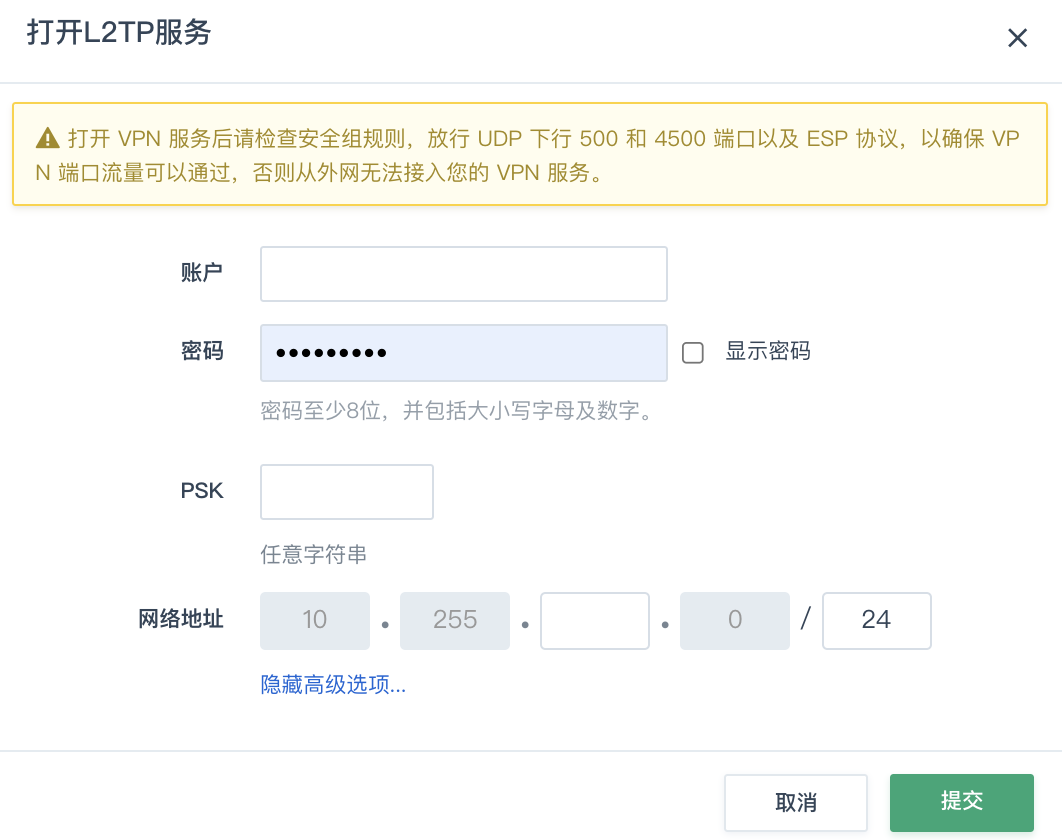 打开L2TP服务
打开 VPN 服务后请检查安全组规则，放行 UDP 下行 500 和 4500 端口以及 ESP 协议，以确保 VP
N 端口流量可以通过，否则从外网无法接入您的 VPN 服务。
账户
密码 ●●●●●●●●● 显示密码
密码至少8位，并包括大小写字母及数字。
PSK
任意字符串
网络地址 10 . 255 . . 0 / 24
隐藏高级选项...
取消 提交